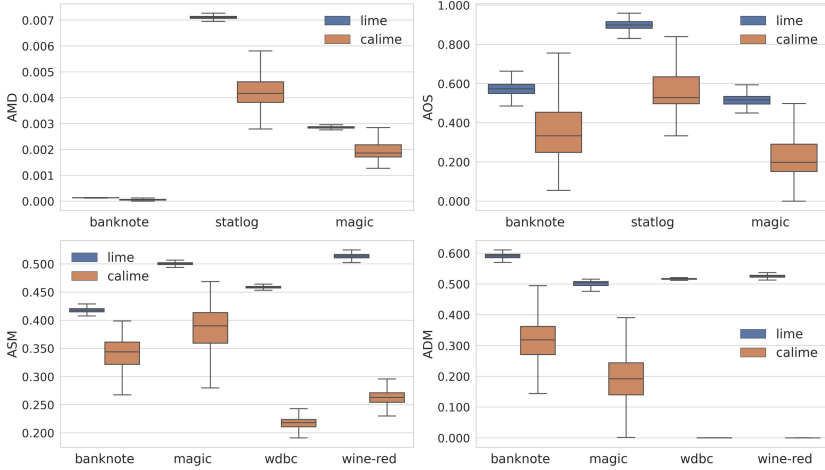 AMD
0.007
0.006
0.005
0.004
0.003
0.002
0.001
0.000
lime
calime
banknote statlog magic
AOS
1.000
0.800
0.600
0.400
0.200
0.000
lime
calime
banknote statlog magic
ASM
0.500
0.450
0.400
0.350
0.300
0.250
0.200
lime
calime
banknote magic wdbc wine-red
ADM
0.600
0.500
0.400
0.300
0.200
0.100
0.000
lime
calime
banknote magic wdbc wine-red